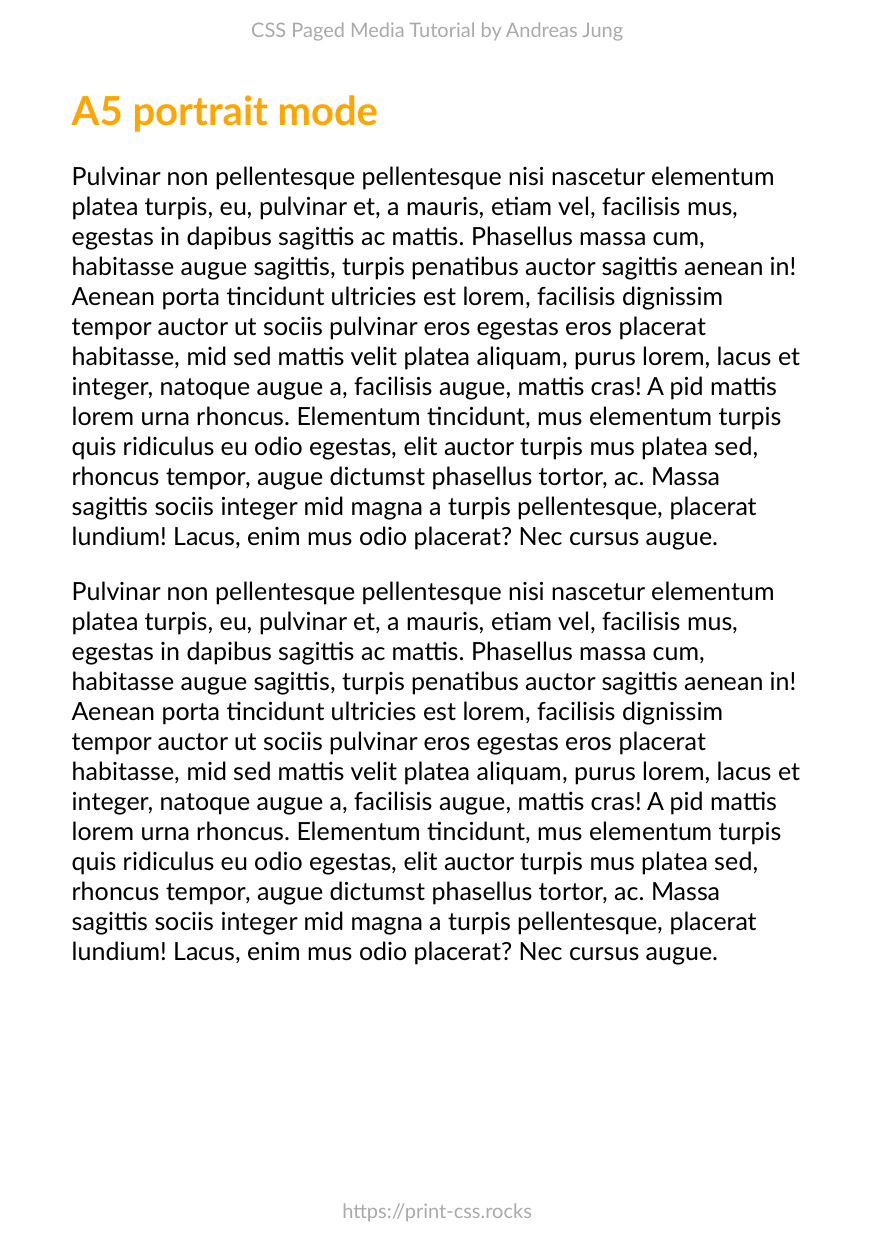 CSS Paged Media Tutorial by Andreas Jung
A5 portrait mode
Pulvinar non pellentesque pellentesque nisi nascetur elementum
platea turpis, eu, pulvinar et, a mauris, etiam vel, facilisis mus,
egestas in dapibus sagittis ac mattis. Phasellus massa cum,
habitasse augue sagittis, turpis penatibus auctor sagittis aenean in!
Aenean porta tincidunt ultricies est lorem, facilisis dignissim
tempor auctor ut sociis pulvinar eros egestas eros placerat
habitasse, mid sed mattis velit platea aliquam, purus lorem, lacus et
integer, natoque augue a, facilisis augue, mattis cras! A pid mattis
lorem urna rhoncus. Elementum tincidunt, mus elementum turpis
quis ridiculus eu odio egestas, elit auctor turpis mus platea sed,
rhoncus tempor, augue dictumst phasellus tortor, ac. Massa
sagittis sociis integer mid magna a turpis pellentesque, placerat
lundium! Lacus, enim mus odio placerat? Nec cursus augue.
Pulvinar non pellentesque pellentesque nisi nascetur elementum
platea turpis, eu, pulvinar et, a mauris, etiam vel, facilisis mus,
egestas in dapibus sagittis ac mattis. Phasellus massa cum,
habitasse augue sagittis, turpis penatibus auctor sagittis aenean in!
Aenean porta tincidunt ultricies est lorem, facilisis dignissim
tempor auctor ut sociis pulvinar eros egestas eros placerat
habitasse, mid sed mattis velit platea aliquam, purus lorem, lacus et
integer, natoque augue a, facilisis augue, mattis cras! A pid mattis
lorem urna rhoncus. Elementum tincidunt, mus elementum turpis
quis ridiculus eu odio egestas, elit auctor turpis mus platea sed,
rhoncus tempor, augue dictumst phasellus tortor, ac. Massa
sagittis sociis integer mid magna a turpis pellentesque, placerat
lundium! Lacus, enim mus odio placerat? Nec cursus augue.
https://print-css.rocks